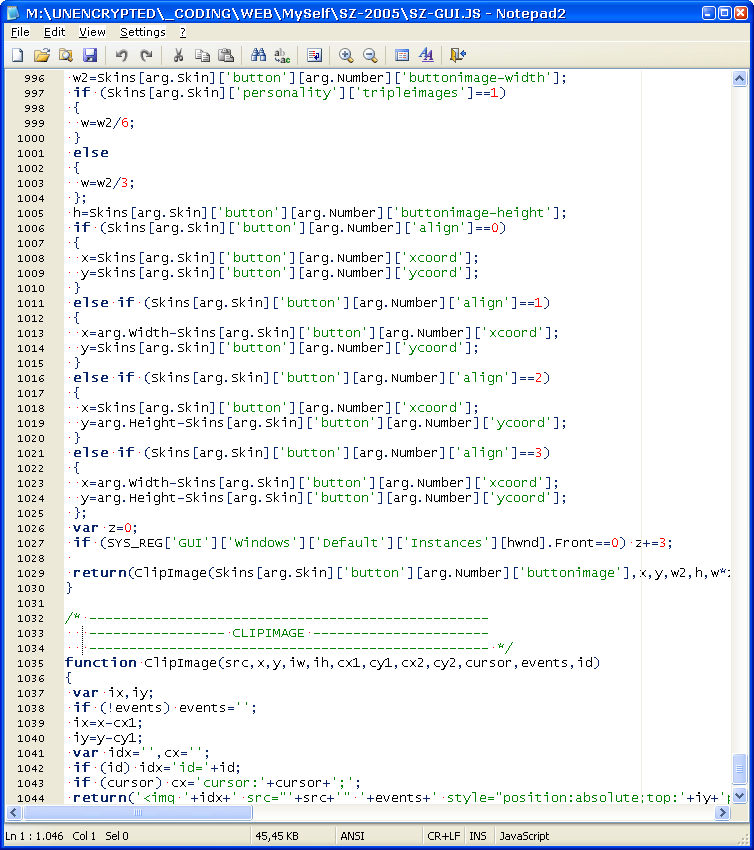 M:\UNENCRYPTED\_CODING\WEB\MySelf\SZ-2005\SZ-GUI.JS - Notepad2
File Edit View Settings ?
996 w2=Skins[arg.Skin]['button'][arg.Number]['buttonimage-width'];
997 if (Skins[arg.Skin]['personality']['tripleimages']==1)
998 {
999 w=w2/6;
1000 }
1001 else
1002 {
1003 w=w2/3;
1004 };
1005 h=Skins[arg.Skin]['button'][arg.Number]['buttonimage-height'];
1006 if (Skins[arg.Skin]['button'][arg.Number]['align']==0)
1007 {
1008 x=Skins[arg.Skin]['button'][arg.Number]['xcoord'];
1009 y=Skins[arg.Skin]['button'][arg.Number]['ycoord'];
1010 }
1011 else if (Skins[arg.Skin]['button'][arg.Number]['align']==1)
1012 {
1013 x=arg.Width-Skins[arg.Skin]['button'][arg.Number]['xcoord'];
1014 y=Skins[arg.Skin]['button'][arg.Number]['ycoord'];
1015 }
1016 else if (Skins[arg.Skin]['button'][arg.Number]['align']==2)
1017 {
1018 x=Skins[arg.Skin]['button'][arg.Number]['xcoord'];
1019 y=arg.Height-Skins[arg.Skin]['button'][arg.Number]['ycoord'];
1020 }
1021 else if (Skins[arg.Skin]['button'][arg.Number]['align']==3)
1022 {
1023 x=arg.Width-Skins[arg.Skin]['button'][arg.Number]['xcoord'];
1024 y=arg.Height-Skins[arg.Skin]['button'][arg.Number]['ycoord'];
1025 };
1026 var z=0;
1027 if (SYS_REG['GUI']['Windows']['Default']['Instances'][hwnd].Front==0) z+=3;
1028
1029 return(ClipImage(Skins[arg.Skin]['button'][arg.Number]['buttonimage'],x,y,w2,h,w*
1030 }
1031
1032 /* --------------------------------------------------
1033 ----------------- CLIPIMAGE ----------------------
1034 -------------------------------------------------- */
1035 function ClipImage(src,x,y,iw,ih,cx1,cy1,cx2,cy2,cursor,events,id)
1036 {
1037 var ix,iy;
1038 if (!events) events='';
1039 ix=x-cx1;
1040 iy=y-cy1;
1041 var idx='',cx='';
1042 if (id) idx='id='+id;
1043 if (cursor) cx='cursor:'+cursor+';';
1044 return('<img '+idx+' src="'+src+'" '+events+' style="position:absolute;top:'+iy+'
Ln 1 : 1.046 Col 1 Sel 0 45,45 KB ANSI CR+LF INS JavaScript